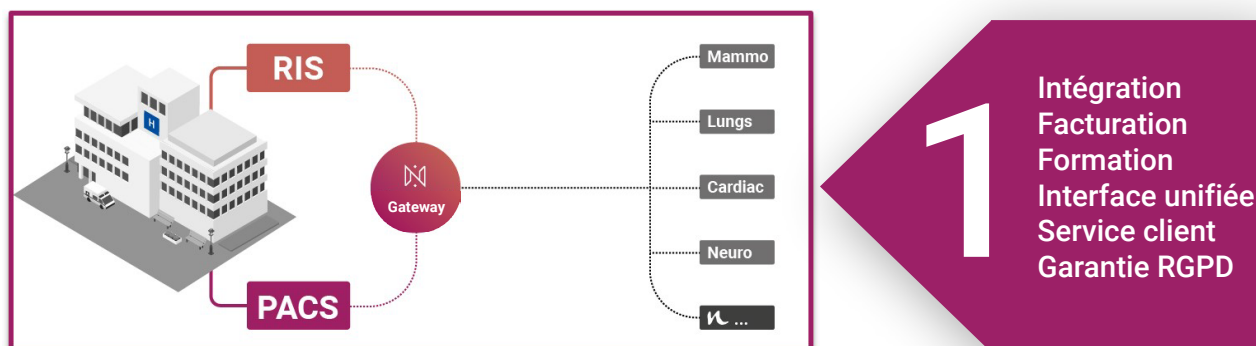 RIS
H
Gateway
PACS
Mammo
Lungs
Cardiac
Neuro
n ...
1
Intégration
Facturation
Formation
Interface unifiée
Service client
Garantie RGPD